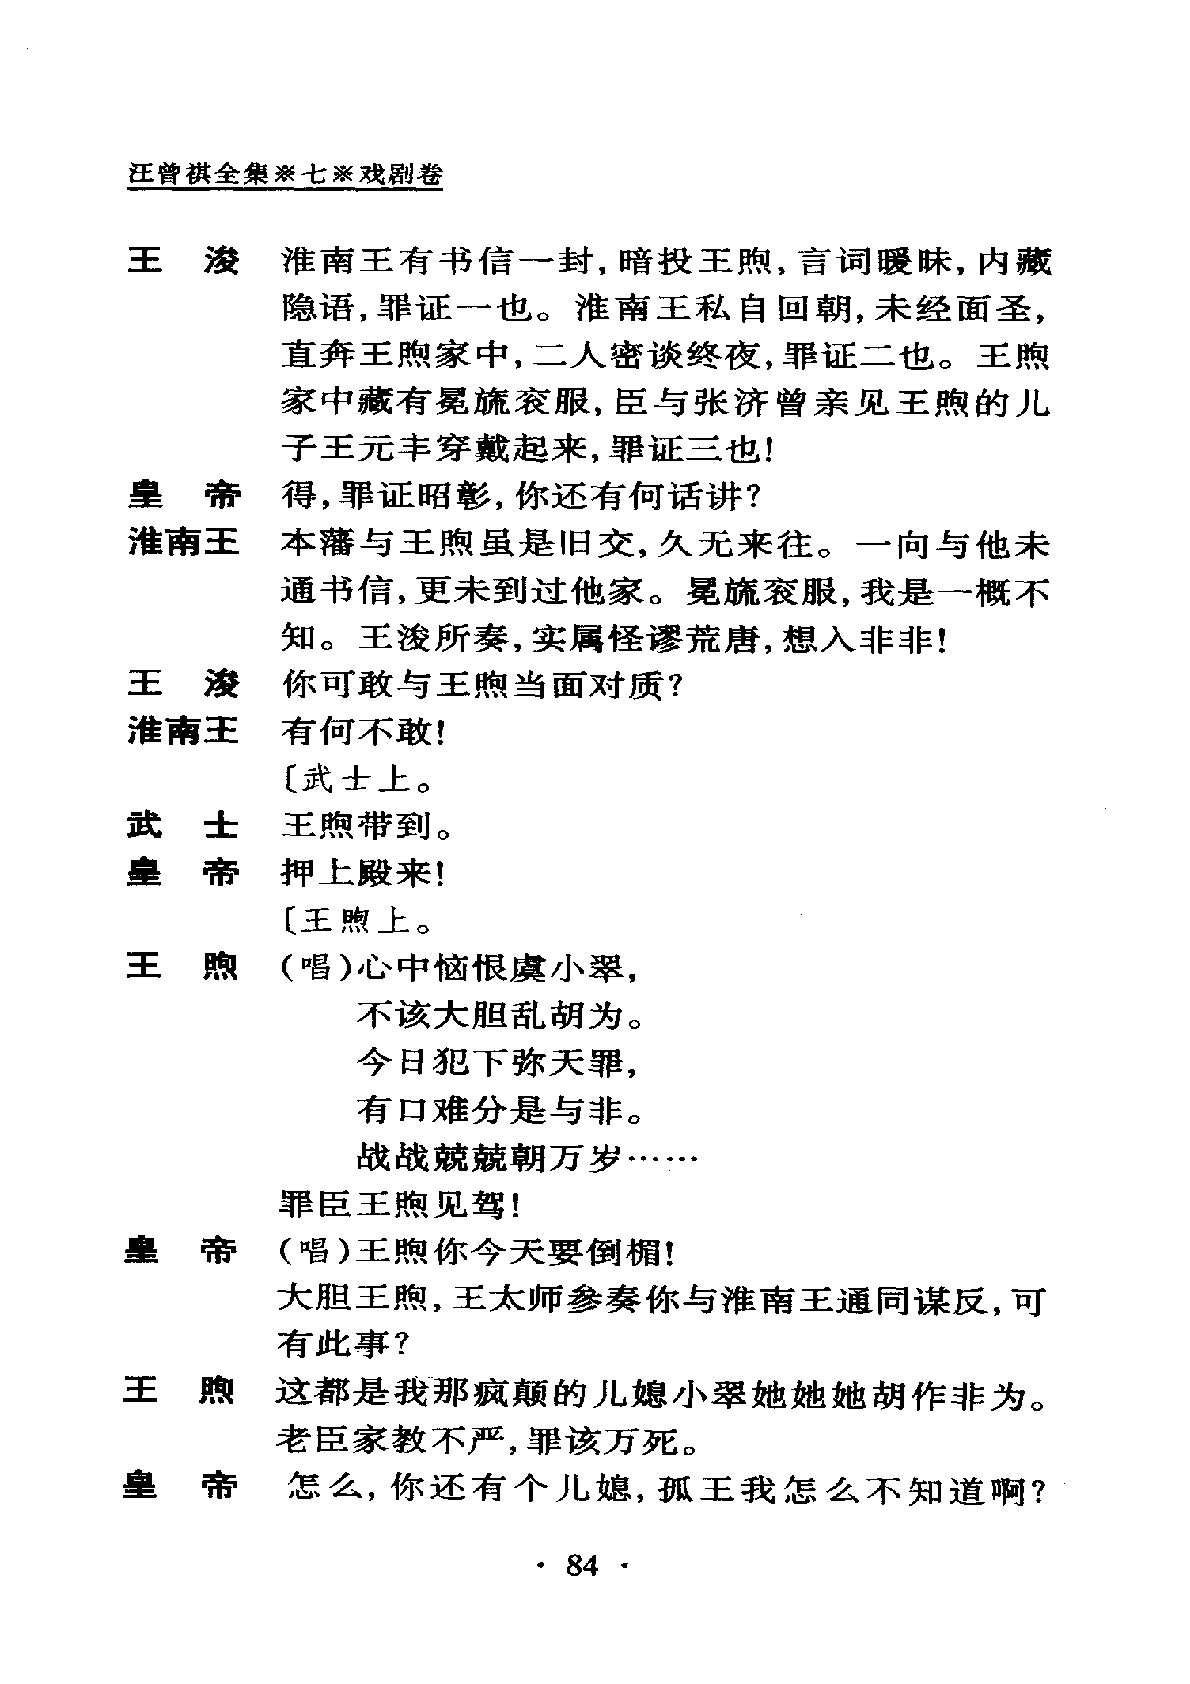 汪曾祺全集※七※戏剧卷
王　浚　淮南王有书信一封,暗投王煦,言词暧昧,内藏
隐语,罪证一也。淮南王私自回朝,未经面圣,
直奔王煦家中,二人密谈终夜,罪证二也。王煦
家中藏有冕旒衮服,臣与张济曾亲见王煦的儿
子王元丰穿戴起来,罪证三也!
皇　帝　得,罪证昭彰,你还有何话讲?
淮南王　本藩与王煦虽是旧交,久无来往。一向与他未
通书信,更未到过他家。冕旒衮服,我是一概不
知。王浚所奏,实属怪谬荒唐,想入非非!
王　浚　你可敢与王煦当面对质?
淮南王　有何不敢!
〔武士上。
武　士　王煦带到。
皇　帝　押上殿来!
〔王煦上。
王　煦　(唱)心中恼恨虞小翠,
不该大胆乱胡为。
今日犯下弥天罪,
有口难分是与非。
战战兢兢朝万岁……
罪臣王煦见驾!
皇　帝　(唱)王煦你今天要倒楣!
大胆王煦,王太师参奏你与淮南王通同谋反,可
有此事?
王　煦　这都是我那疯颠的儿媳小翠她她她胡作非为。
老臣家教不严,罪该万死。
皇　帝　怎么,你还有个儿媳,孤王我怎么不知道啊?
· 84 ·